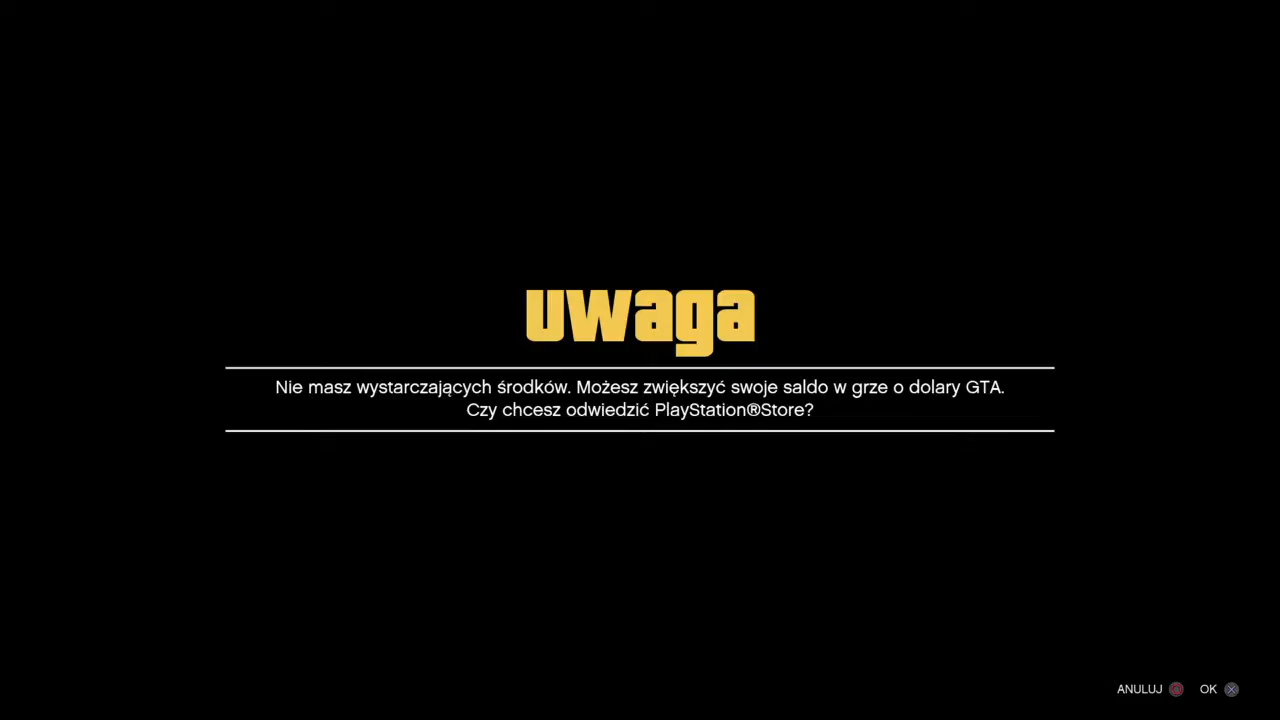 uwaga
Nie masz wystarczających środków. Możesz zwiększyć swoje saldo w grze o dolary GTA.
Czy chcesz odwiedzić PlayStation®Store?
ANULUJ OK